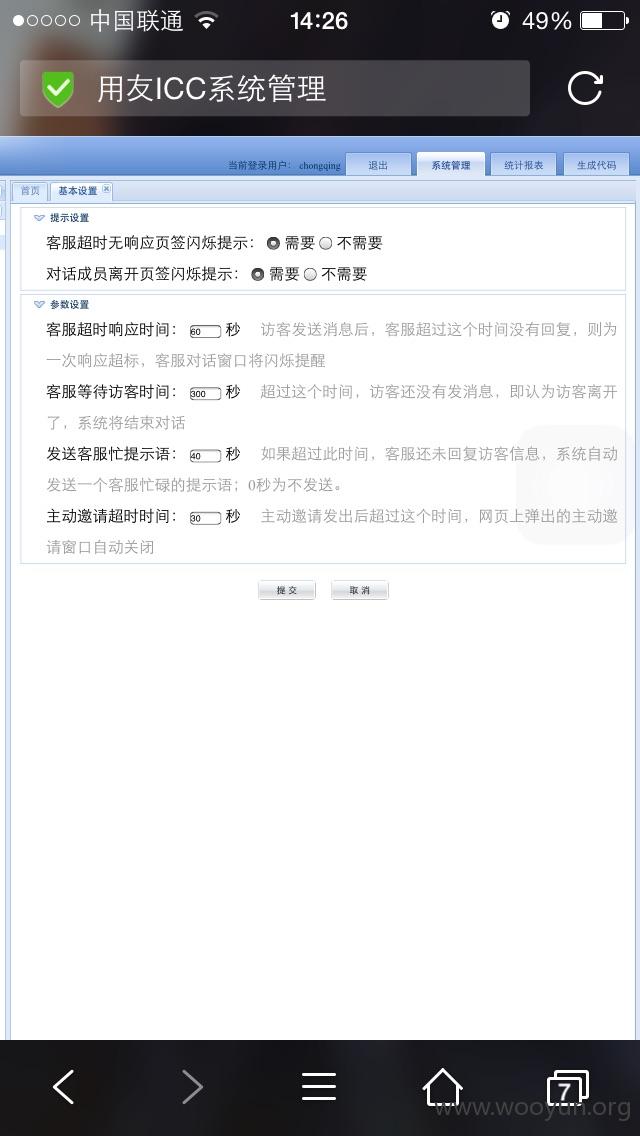 中国联通 14:26 49%
用友ICC系统管理
当前登录用户: chongqing 退出 系统管理 统计报表 生成代码
首页 基本设置
提示设置
客服超时无响应页签闪烁提示: 需要 不需要
对话成员离开页签闪烁提示: 需要 不需要
参数设置
客服超时响应时间: 60 秒 访客发送消息后，客服超过这个时间没有回复，则为
一次响应超标，客服对话窗口将闪烁提醒
客服等待访客时间: 300 秒 超过这个时间，访客还没有发消息，即认为访客离开
了，系统将结束对话
发送客服忙提示语: 40 秒 如果超过此时间，客服还未回复访客信息，系统自动
发送一个客服忙碌的提示语；0秒为不发送。
主动邀请超时时间: 30 秒 主动邀请发出后超过这个时间，网页上弹出的主动邀
请窗口自动关闭
提 交 取 消
7
www.wooyun.org